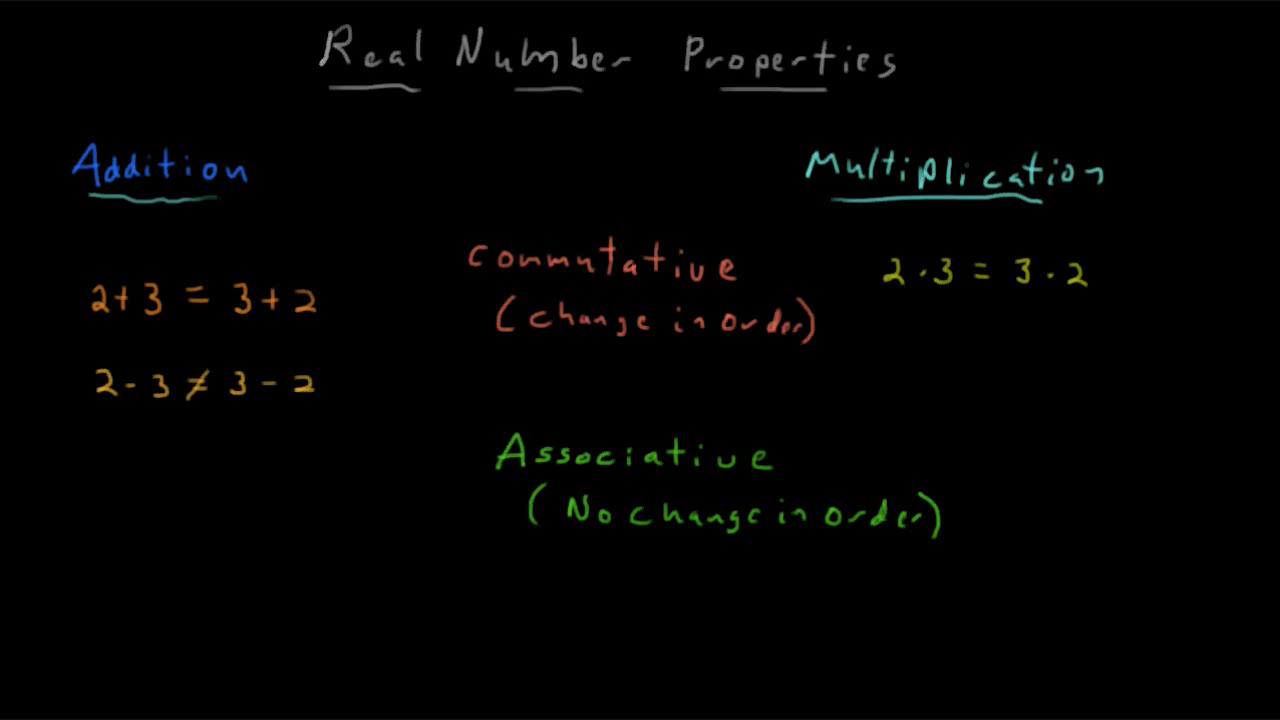 Real Number Properties
Addition
Multiplication
Commutative
(change in order)
2 · 3 = 3 · 2
2 + 3 = 3 + 2
2 - 3 ≠ 3 - 2
Associative
(No change in order)